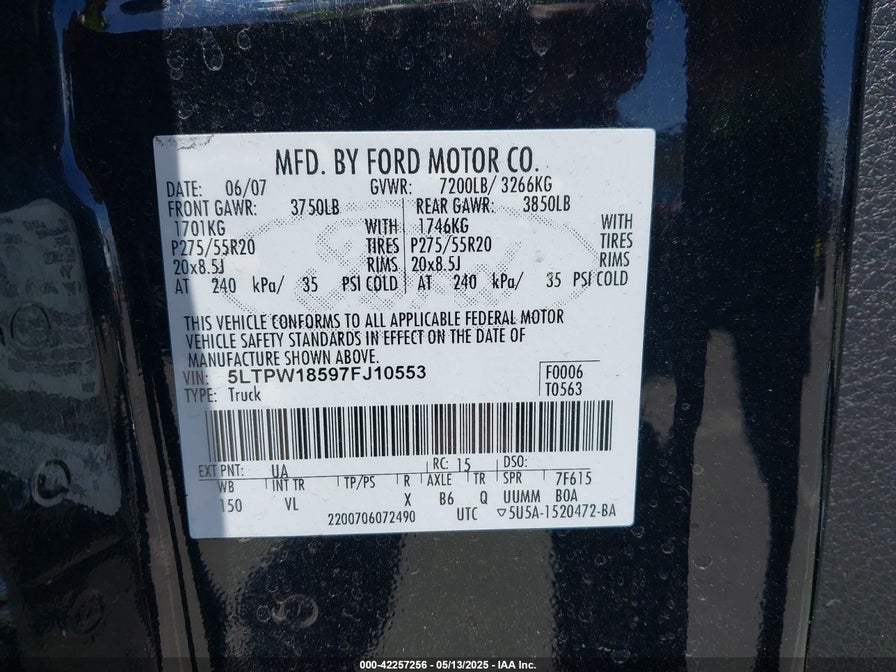 MFD. BY FORD MOTOR CO.
DATE: 06/07 GVWR: 7200LB/ 3266KG
FRONT GAWR: 3750LB REAR GAWR: 3850LB
1701KG WITH 1746KG WITH
P275/55R20 TIRES P275/55R20 TIRES
20x8.5J RIMS 20x8.5J RIMS
AT 240 kPa/ 35 PSI COLD AT 240 kPa/ 35 PSI COLD
THIS VEHICLE CONFORMS TO ALL APPLICABLE FEDERAL MOTOR
VEHICLE SAFETY STANDARDS IN EFFECT ON THE DATE OF
MANUFACTURE SHOWN ABOVE.
VIN: 5LTPW18597FJ10553 F0006
TYPE: Truck T0563
EXT PNT: UA RC: 15 DSO:
WB INT TR TP/PS R AXLE TR SPR 7F615
150 VL X B6 Q UUMM BOA
2200706072490 UTC ▽5U5A-1520472-BA
000-42257256 - 05/13/2025 - IAA Inc.